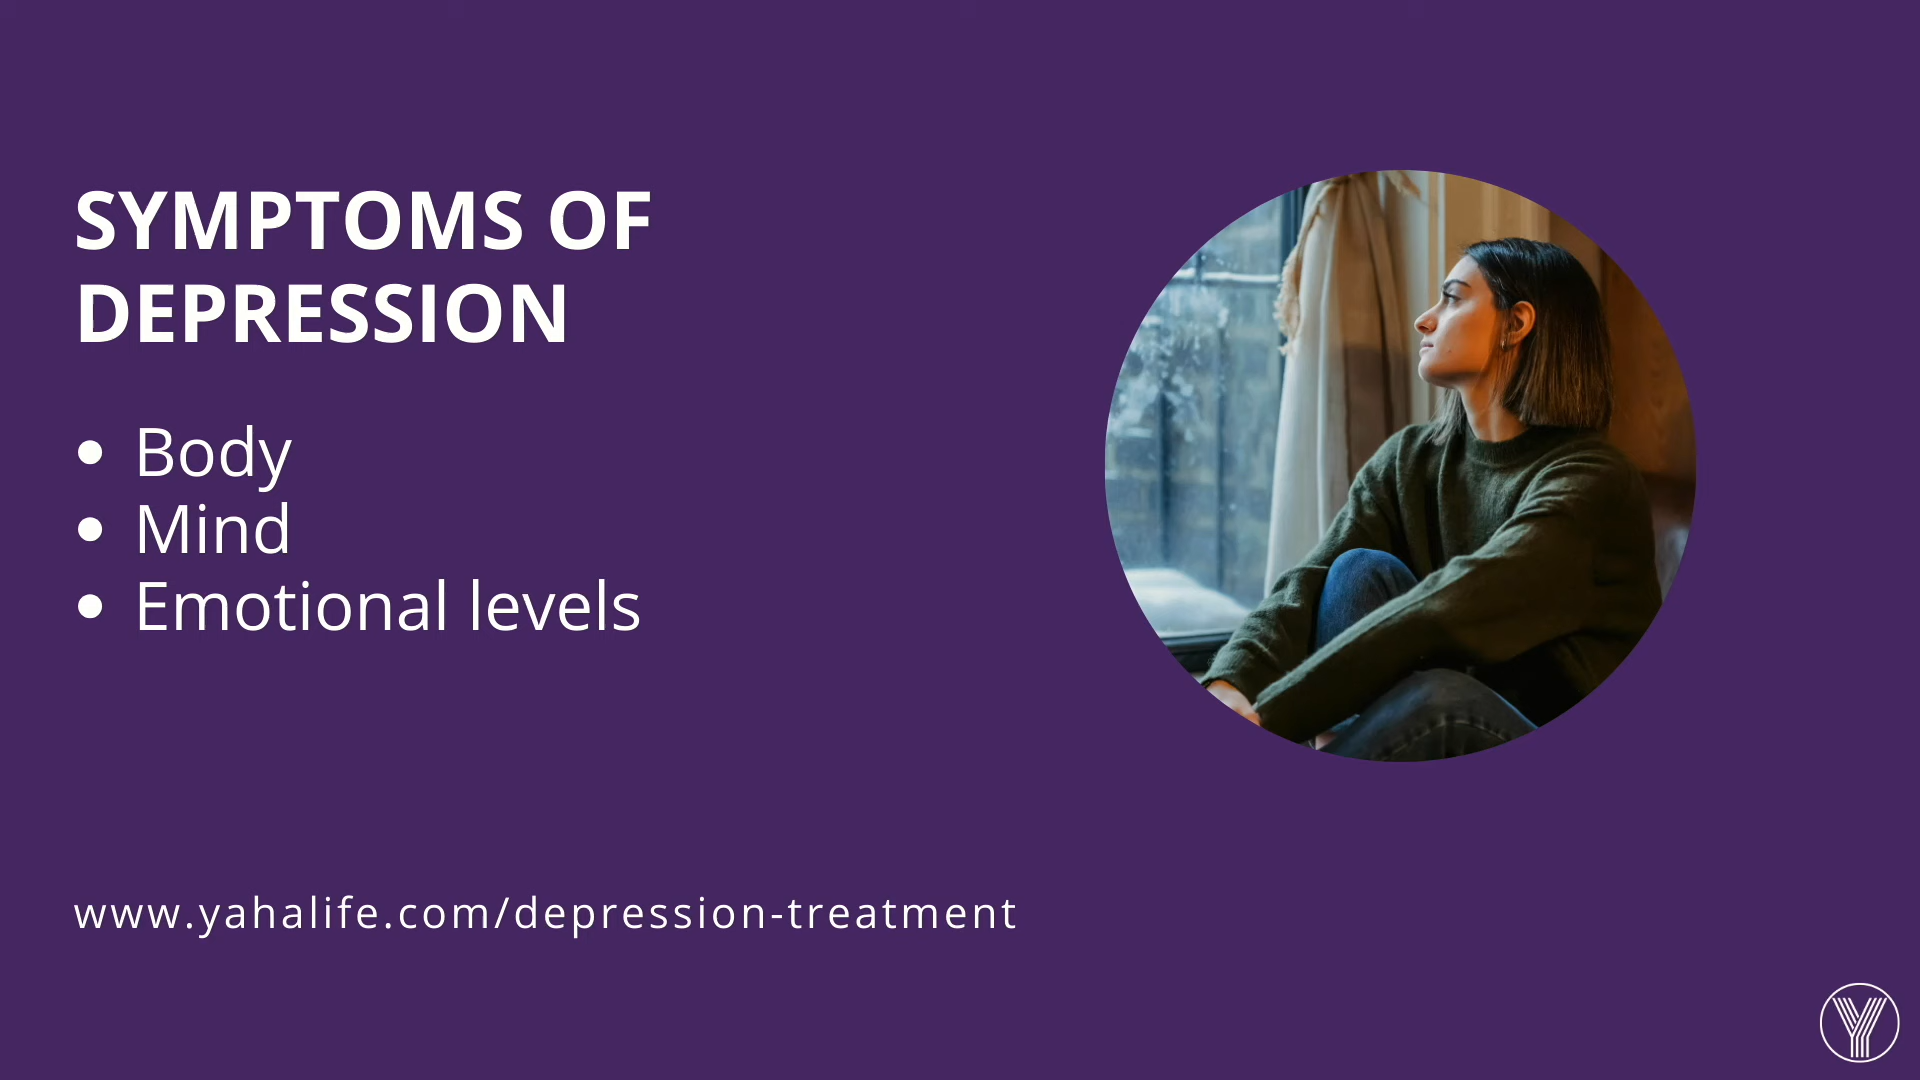 SYMPTOMS OF
DEPRESSION
• Body
• Mind
• Emotional levels
www.yahalife.com/depression-treatment
Y